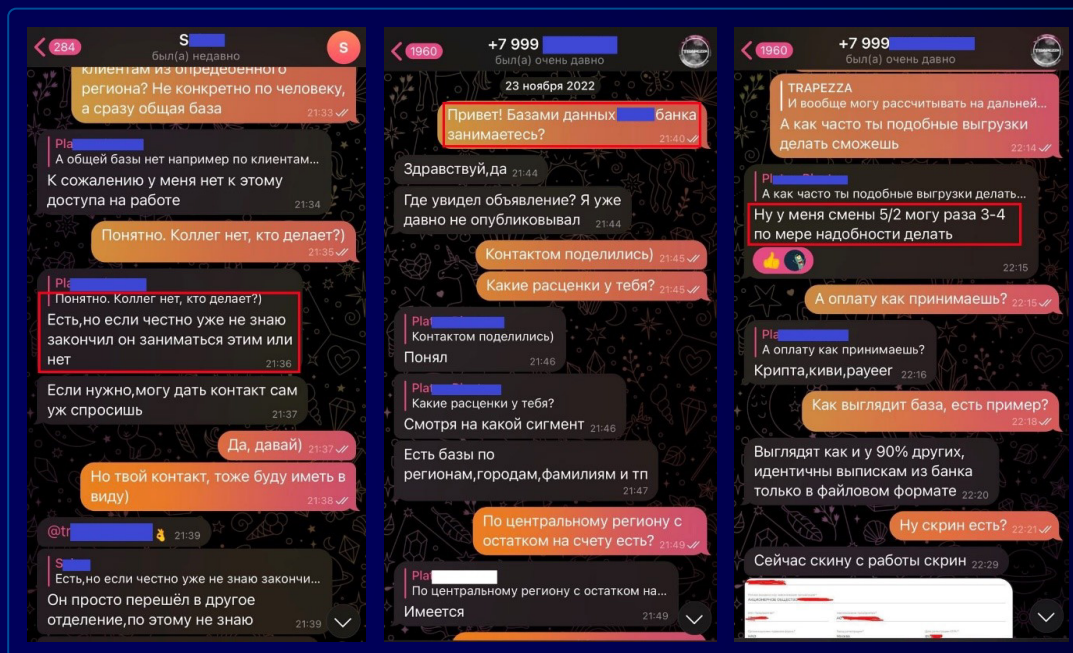 284
S
был(а) недавно
S
клиентам из опредебенного
региона? Не конкретно по человеку,
а сразу общая база
21:33
Pla
А общей базы нет например по клиентам...
К сожалению у меня нет к этому
доступа на работе
21:34
Понятно. Коллег нет, кто делает?)
21:35
Pla
Понятно. Коллег нет, кто делает?)
Есть,но если честно уже не знаю
закончил он заниматься этим или
нет
21:36
Если нужно,могу дать контакт сам
уж спросишь
21:37
Да, давай)
21:37
Но твой контакт, тоже буду иметь в
виду)
21:38
@tr
21:39
S
Есть,но если честно уже не знаю закончи...
Он просто перешёл в другое
отделение,по этому не знаю
21:39
1960
+7 999
был(а) очень давно
23 ноября 2022
Привет! Базами данных банка
занимаетесь?
21:40
Здравствуй,да
21:44
Где увидел объявление? Я уже
давно не опубликовывал
21:44
Контактом поделились)
21:45
Какие расценки у тебя?
21:45
Pla
Контактом поделились)
Понял
21:46
Plat
Какие расценки у тебя?
Смотря на какой сигмент
21:46
Есть базы по
регионам,городам,фамилиям и тп
21:47
По центральному региону с
остатком на счету есть?
21:49
Pla
По центральному региону с остатком на...
Имеется
21:49
1960
+7 999
был(а) очень давно
TRAPEZZA
И вообще могу рассчитывать на дальней...
А как часто ты подобные выгрузки
делать сможешь
22:14
А как часто ты подобные выгрузки делать...
Ну у меня смены 5/2 могу раза 3-4
по мере надобности делать
22:15
А оплату как принимаешь?
22:15
Pla
А оплату как принимаешь?
Крипта,киви,payeer
22:16
Как выглядит база, есть пример?
22:18
Выглядят как и у 90% других,
идентичны выпискам из банка
только в файловом формате
22:20
Ну скрин есть?
22:21
Сейчас скину с работы скрин
22:29